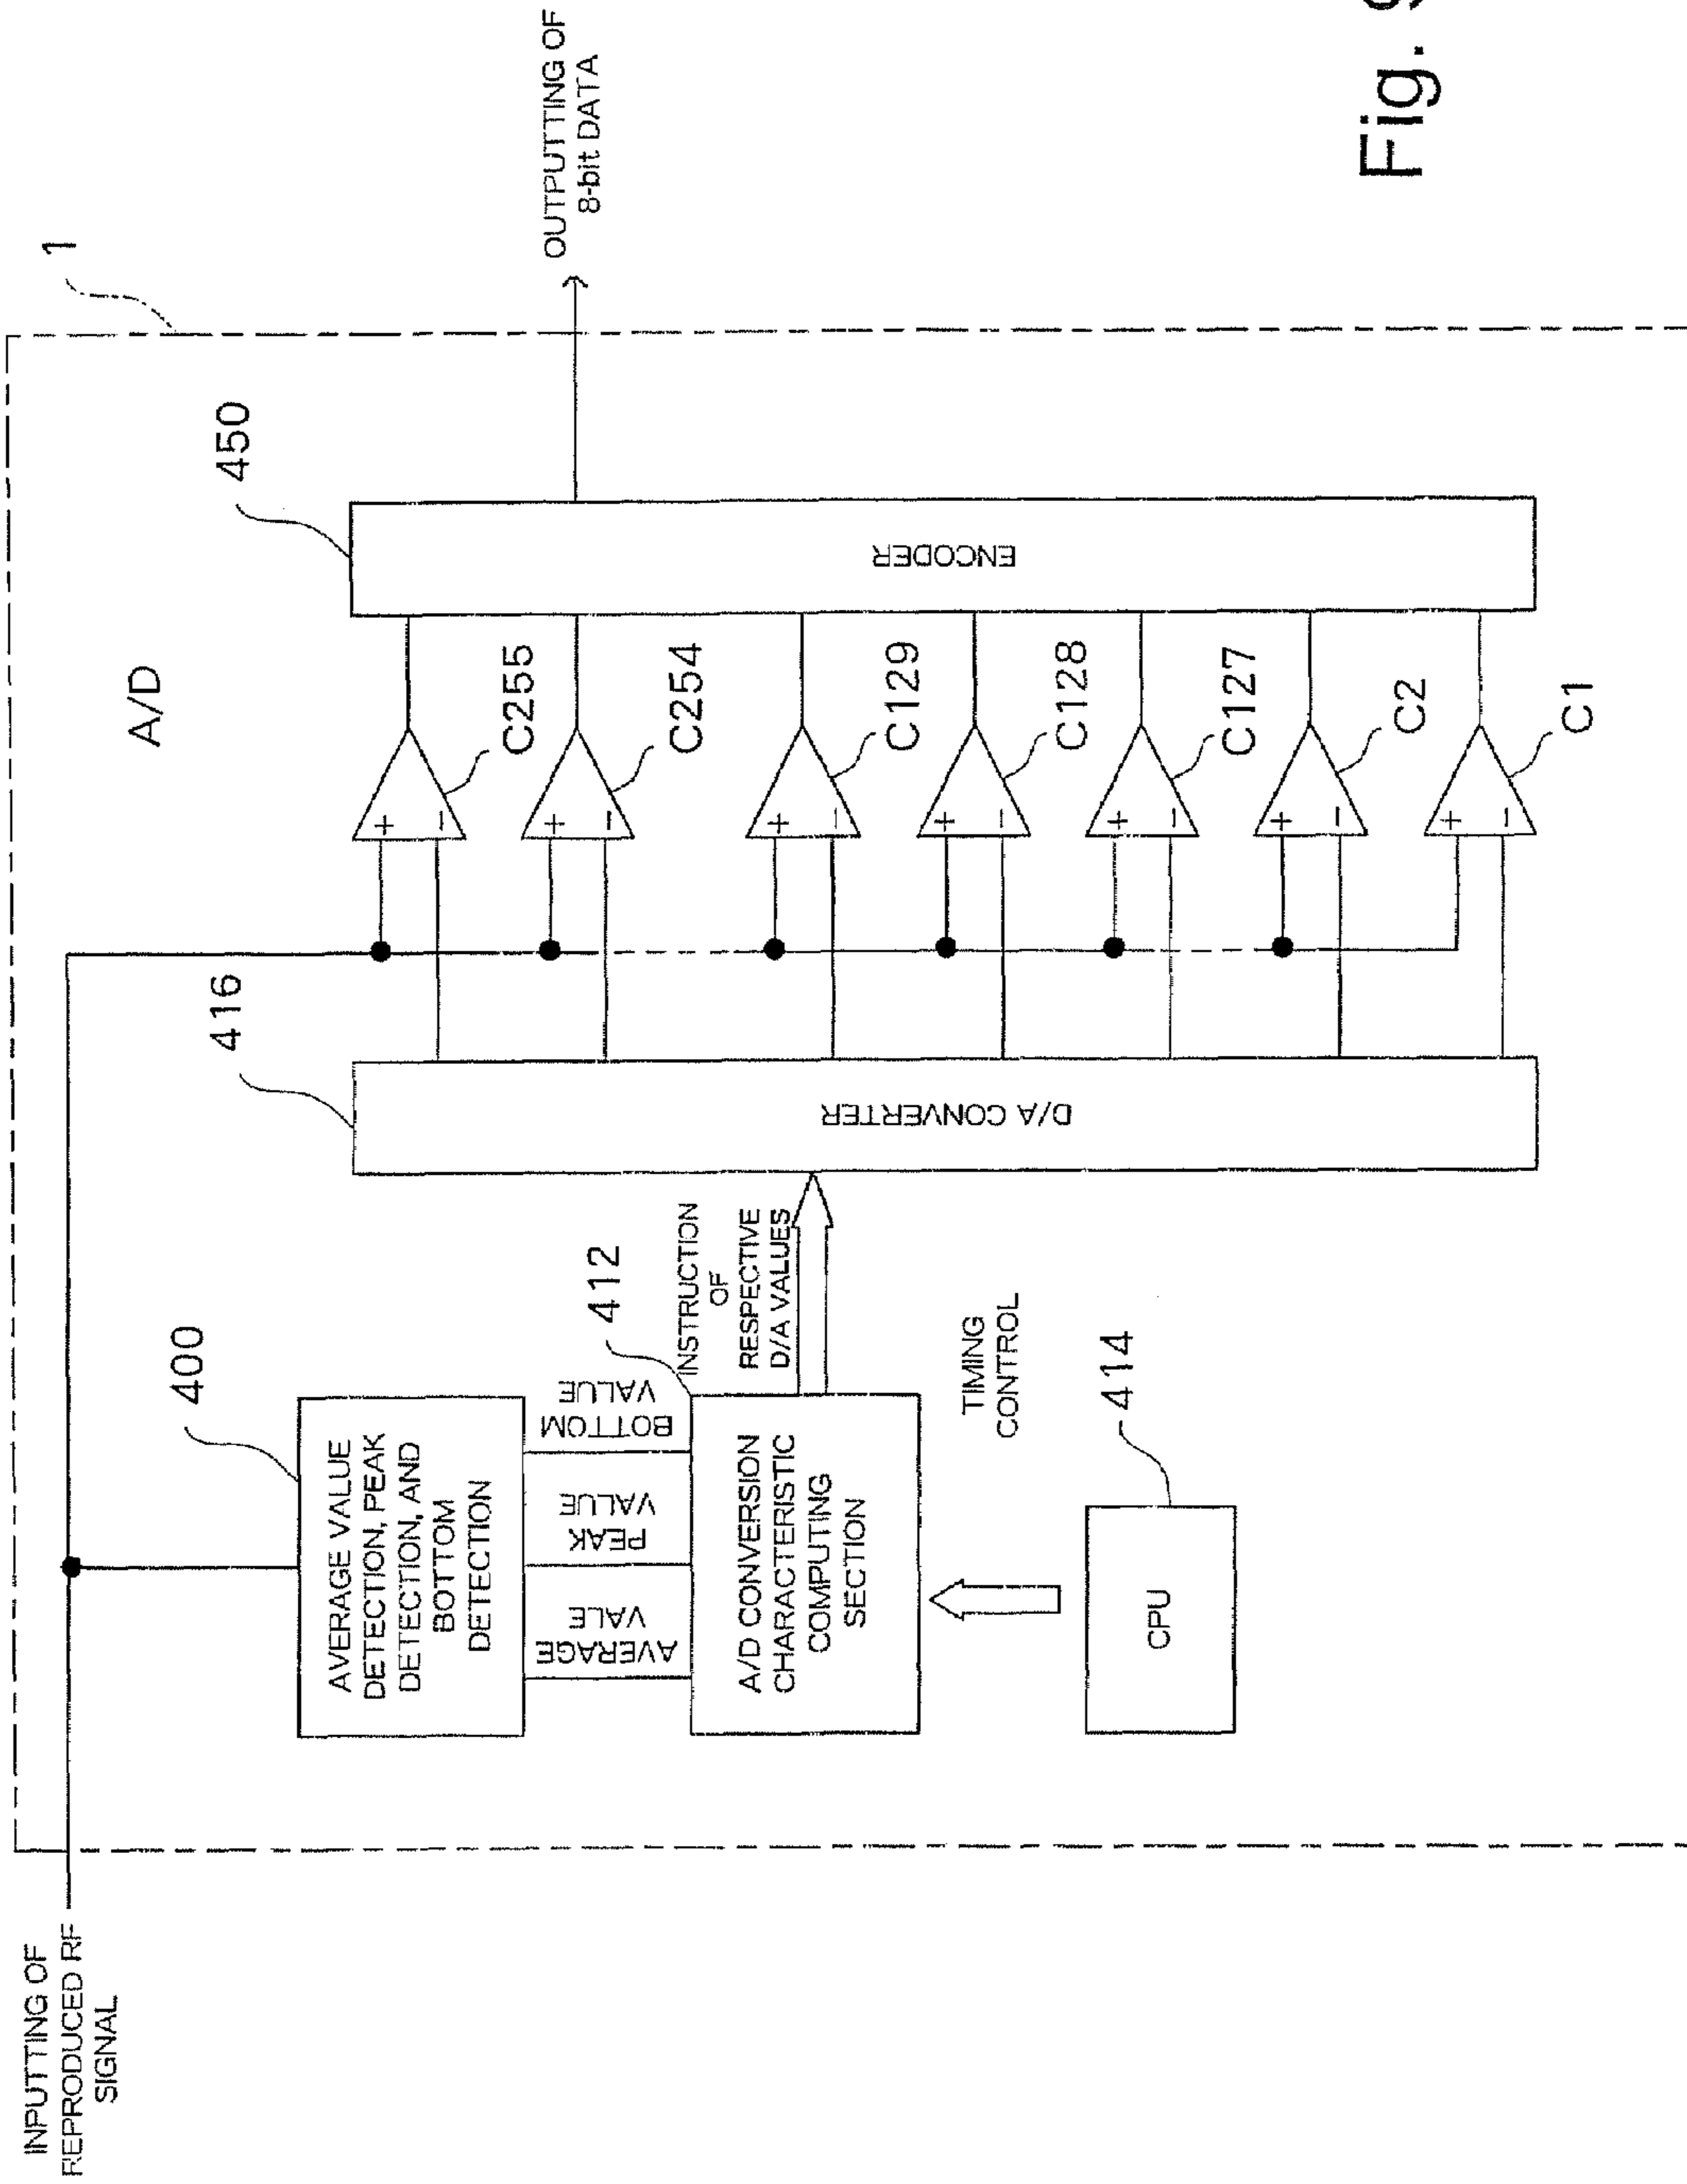 INPUTTING OF
REPRODUCED RF
SIGNAL
1
A/D
400
AVERAGE VALUE
DETECTION, PEAK
DETECTION, AND
BOTTOM
DETECTION
AVERAGE
VALE
PEAK
VALUE
BOTTOM
VALUE
412
A/D CONVERSION
CHARACTERISTIC
COMPUTING
SECTION
INSTRUCTION
OF
RESPECTIVE
D/A VALUES
TIMING
CONTROL
414
CPU
416
D/A CONVERTER
+
−
C255
+
−
C254
+
−
C129
+
−
C128
+
−
C127
+
−
C2
+
−
C1
450
ENCODER
OUTPUTTING OF
8-bit DATA
Fig.